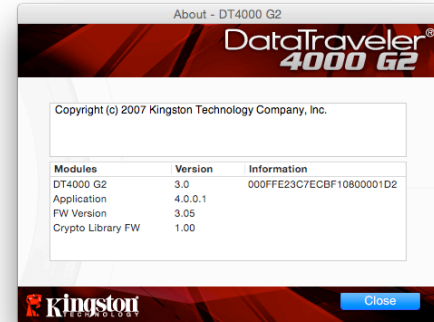 About - DT4000 G2
DataTraveler®
4000 G2
Copyright (c) 2007 Kingston Technology Company, Inc.
Modules Version Information
DT4000 G2 3.0 000FFE23C7ECBF10800001D2
Application 4.0.0.1
FW Version 3.05
Crypto Library FW 1.00
Kingston
TECHNOLOGY
Close